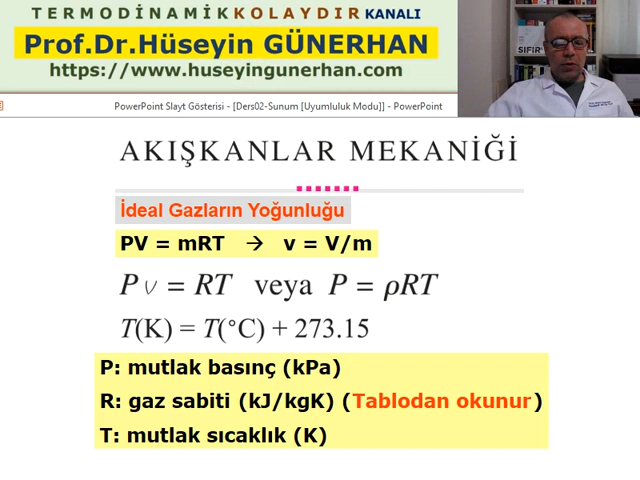 TERMODİNAMİKKOLAYDIR KANALI
Prof.Dr.Hüseyin GÜNERHAN
https://www.huseyingunerhan.com
SIFIR
PowerPoint Slayt Gösterisi - [Ders02-Sunum [Uyumluluk Modu]] - PowerPoint
AKIŞKANLAR MEKANİĞİ
İdeal Gazların Yoğunluğu
PV = mRT → v = V/m
Pν = RT veya P = ρRT
T(K) = T(°C) + 273.15
P: mutlak basınç (kPa)
R: gaz sabiti (kJ/kgK) (Tablodan okunur)
T: mutlak sıcaklık (K)